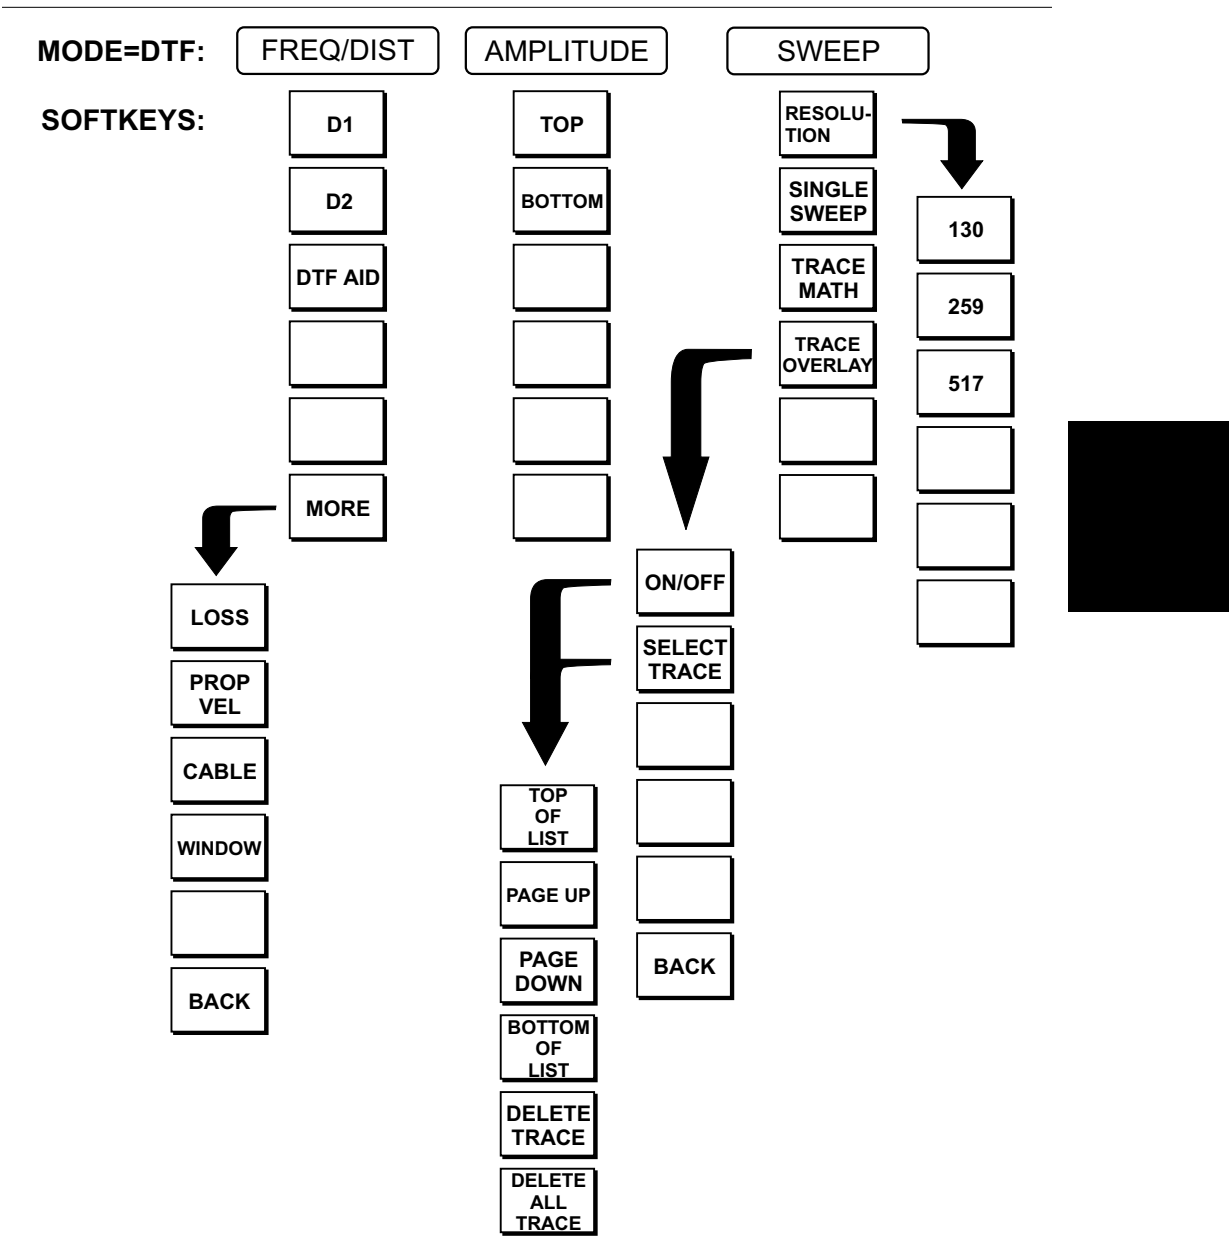 MODE=DTF:
FREQ/DIST
AMPLITUDE
SWEEP
SOFTKEYS:
D1
D2
DTF AID
MORE
LOSS
PROP
VEL
CABLE
WINDOW
BACK
TOP
BOTTOM
RESOLU-
TION
SINGLE
SWEEP
TRACE
MATH
TRACE
OVERLAY
130
259
517
ON/OFF
SELECT
TRACE
BACK
TOP
OF
LIST
PAGE UP
PAGE
DOWN
BOTTOM
OF
LIST
DELETE
TRACE
DELETE
ALL
TRACE